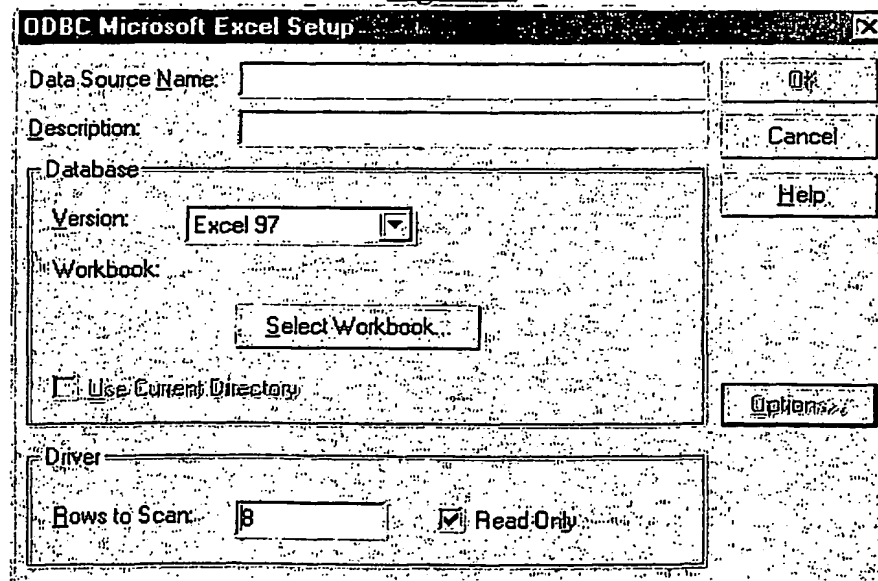 ODBC Microsoft Excel Setup
Data Source Name:
OK
Description:
Cancel
Database
Help
Version:
Excel 97
Workbook:
Select Workbook...
Use Current Directory
Options>>
Driver
Rows to Scan:
8
Read Only